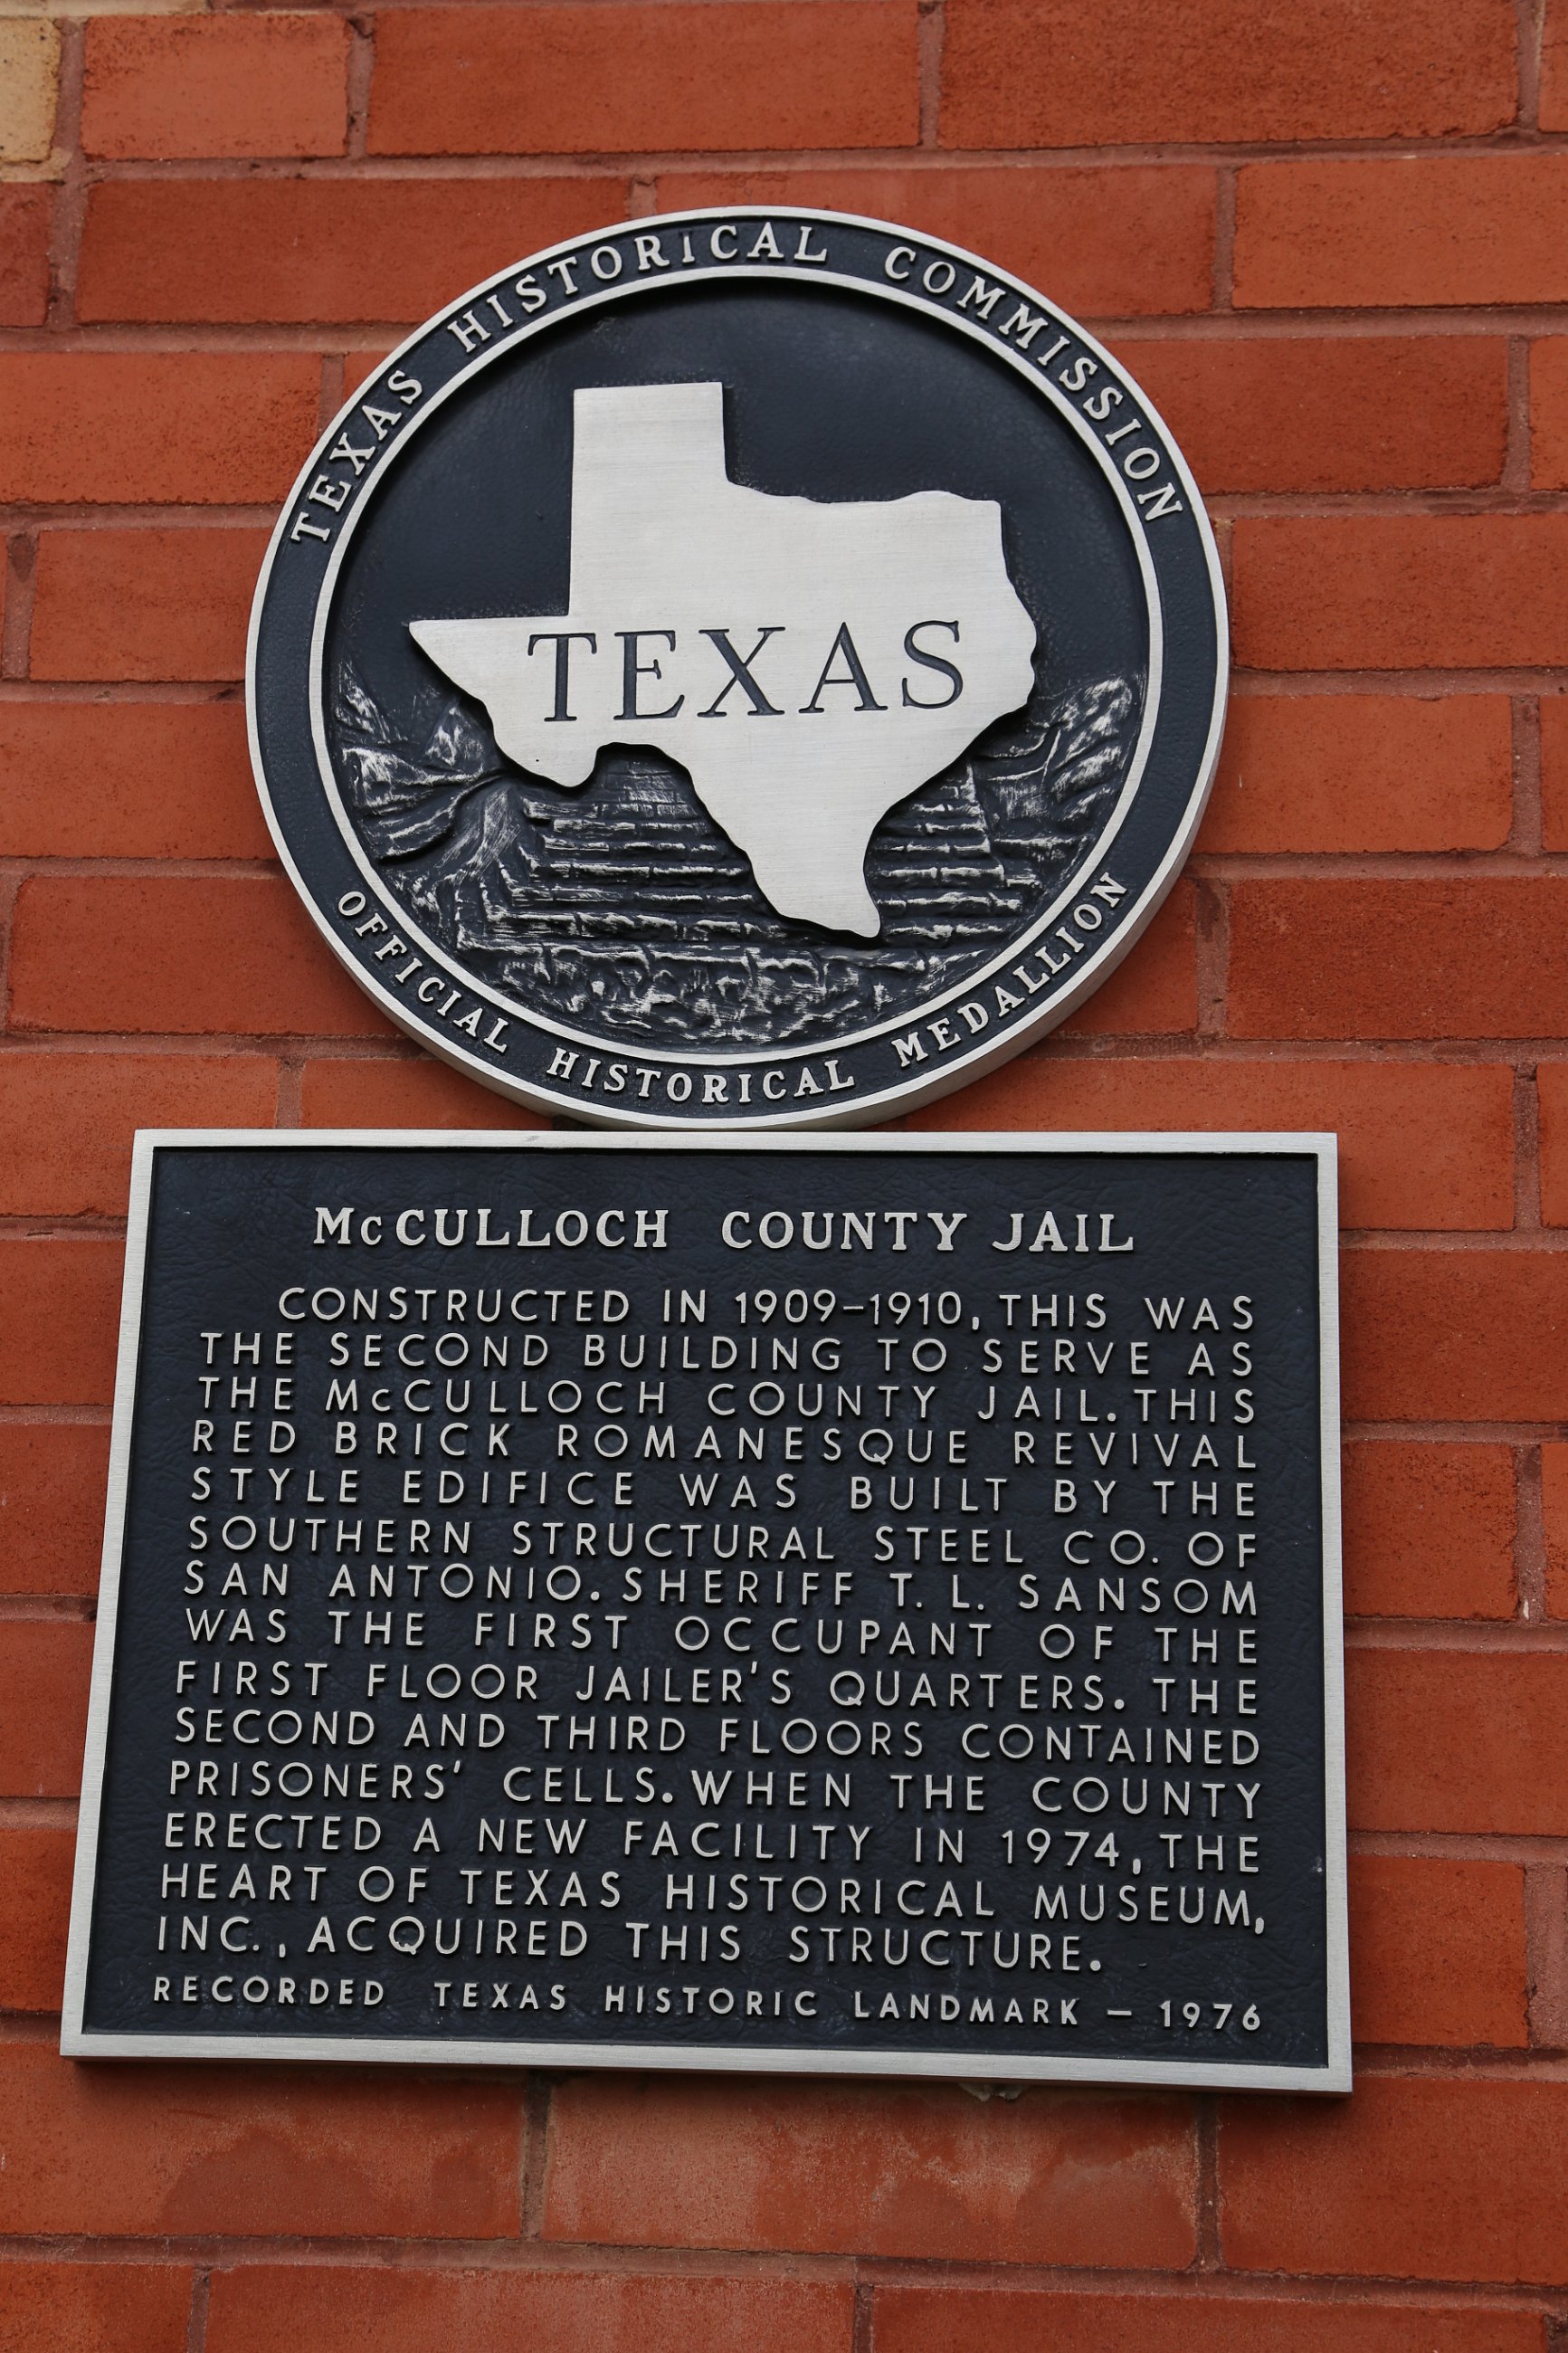 TEXAS HISTORICAL COMMISSION
TEXAS
OFFICIAL HISTORICAL MEDALLION
McCULLOCH COUNTY JAIL
CONSTRUCTED IN 1909-1910, THIS WAS
THE SECOND BUILDING TO SERVE AS
THE McCULLOCH COUNTY JAIL. THIS
RED BRICK ROMANESQUE REVIVAL
STYLE EDIFICE WAS BUILT BY THE
SOUTHERN STRUCTURAL STEEL CO. OF
SAN ANTONIO. SHERIFF T. L. SANSOM
WAS THE FIRST OCCUPANT OF THE
FIRST FLOOR JAILER'S QUARTERS. THE
SECOND AND THIRD FLOORS CONTAINED
PRISONERS' CELLS. WHEN THE COUNTY
ERECTED A NEW FACILITY IN 1974, THE
HEART OF TEXAS HISTORICAL MUSEUM,
INC., ACQUIRED THIS STRUCTURE.
RECORDED TEXAS HISTORIC LANDMARK – 1976